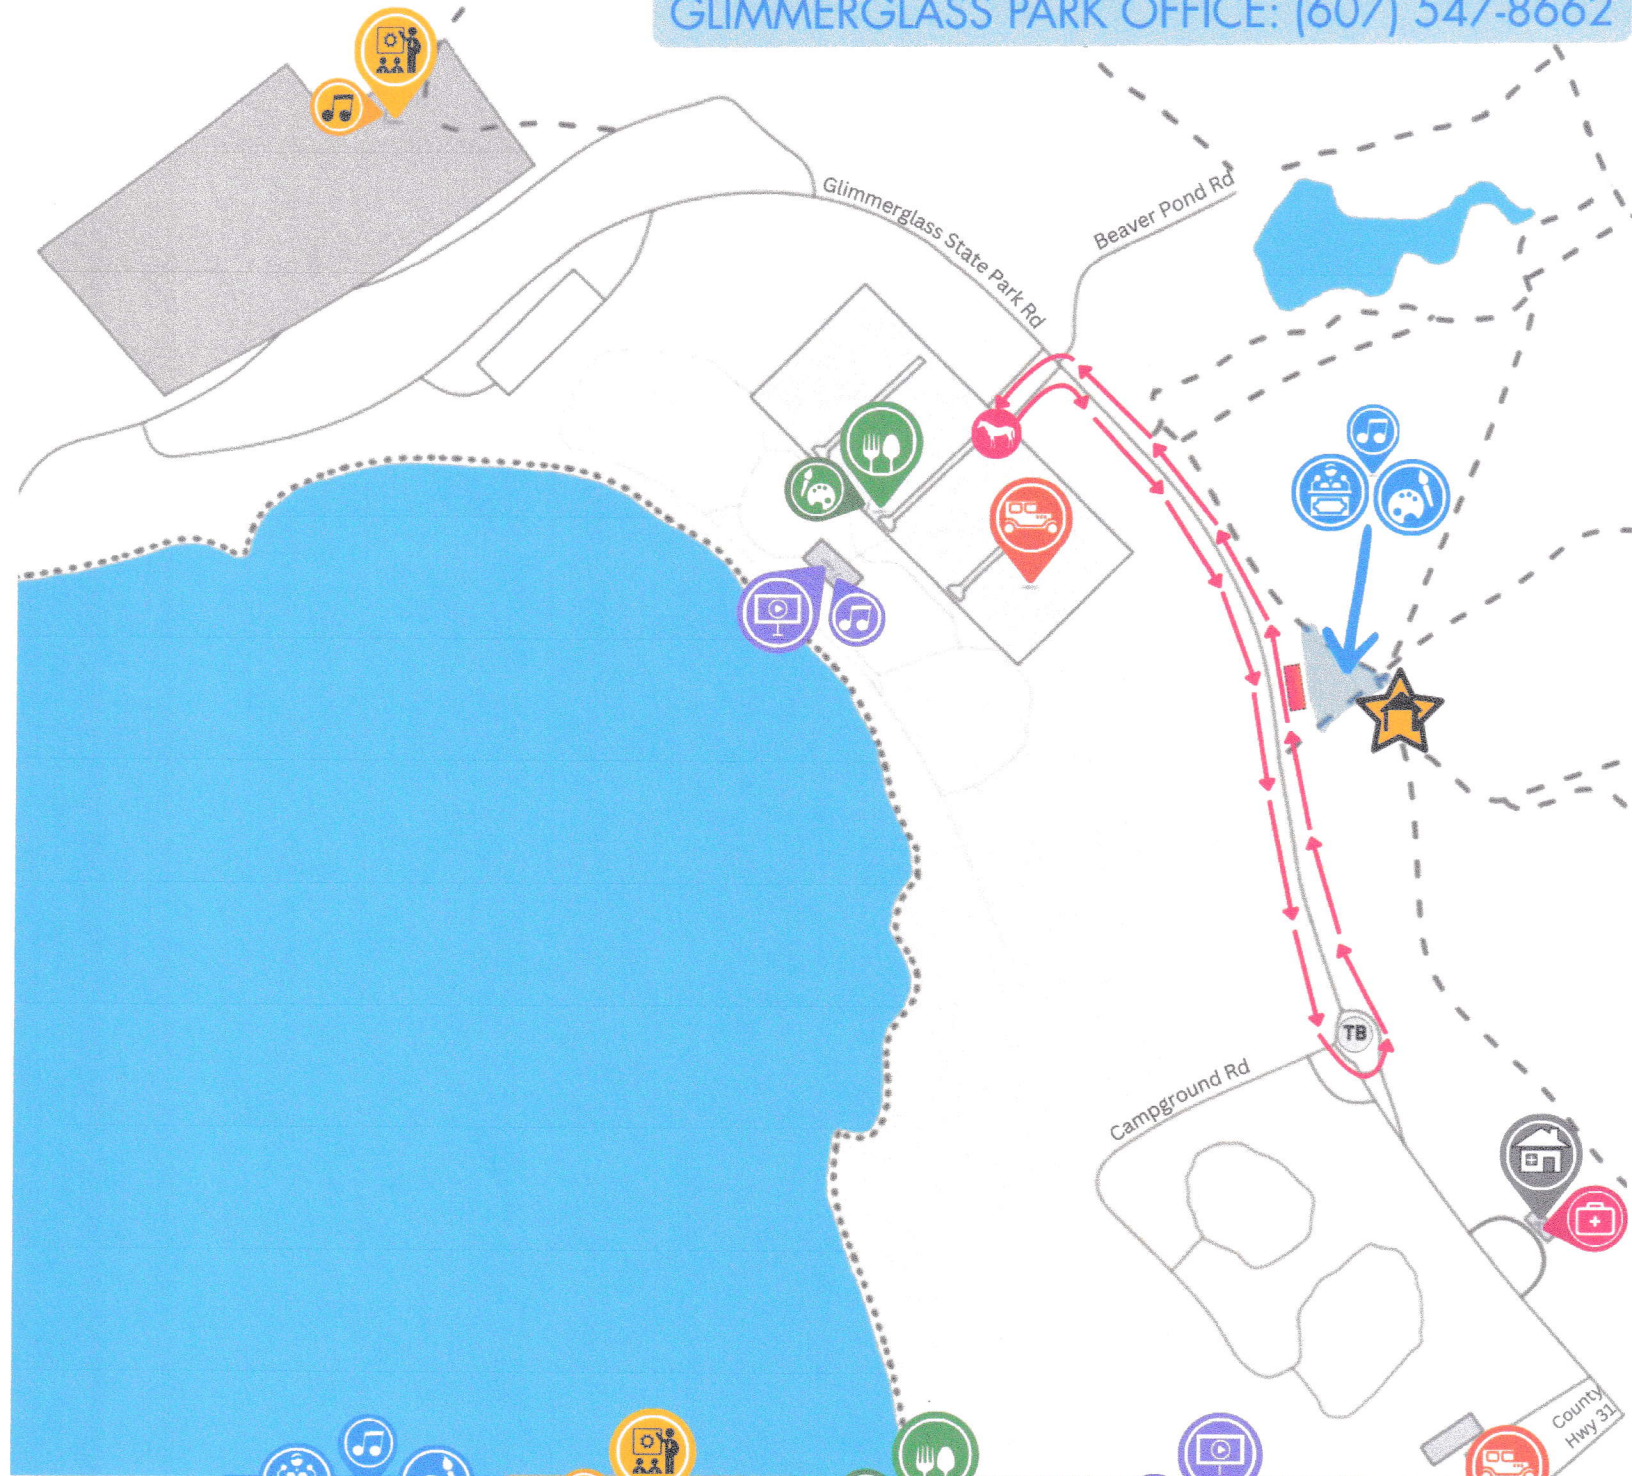 GLIMMERGLASS PARK OFFICE: (607) 547-8662
Glimmerglass State Park Rd
Beaver Pond Rd
TB
Campground Rd
County
Hwy 31